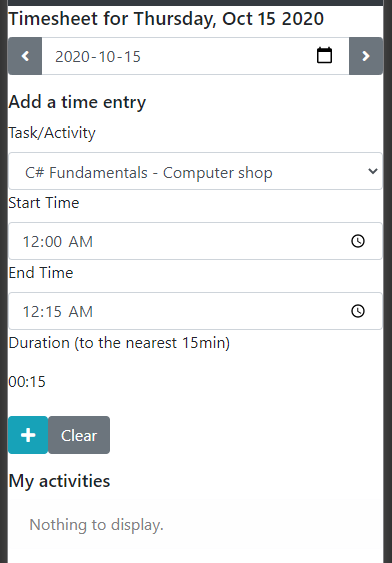 Timesheet for Thursday, Oct 15 2020
2020-10-15
Add a time entry
Task/Activity
C# Fundamentals - Computer shop
Start Time
12:00 AM
End Time
12:15 AM
Duration (to the nearest 15min)
00:15
Clear
My activities
Nothing to display.